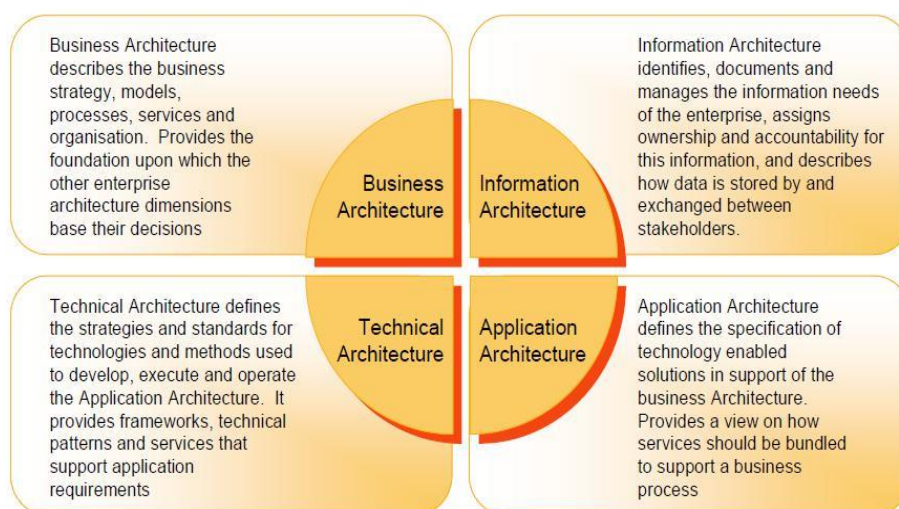 Business Architecture
describes the business
strategy, models,
processes, services and
organisation. Provides the
foundation upon which the
other enterprise
architecture dimensions
base their decisions
Business
Architecture
Information
Architecture
Information Architecture
identifies, documents and
manages the information needs
of the enterprise, assigns
ownership and accountability for
this information, and describes
how data is stored by and
exchanged between
stakeholders.
Technical Architecture defines
the strategies and standards for
technologies and methods used
to develop, execute and operate
the Application Architecture. It
provides frameworks, technical
patterns and services that
support application
requirements
Technical
Architecture
Application
Architecture
Application Architecture
defines the specification of
technology enabled
solutions in support of the
business Architecture.
Provides a view on how
services should be bundled
to support a business
process